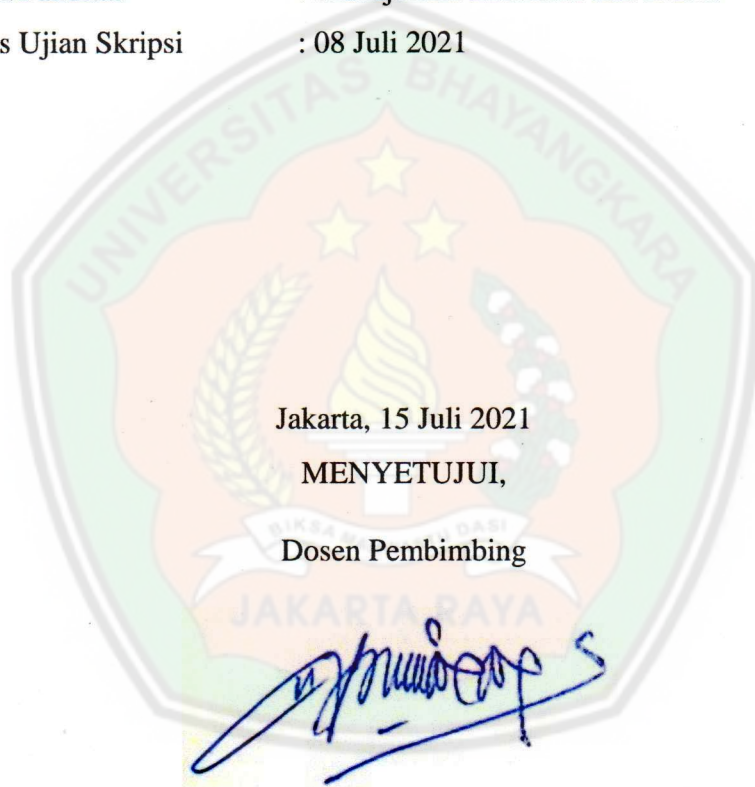 s Ujian Skripsi : 08 Juli 2021
UNIVERSITAS BHAYANGKARA
Jakarta, 15 Juli 2021
MENYETUJUI,
Dosen Pembimbing
JAKARTA RAYA